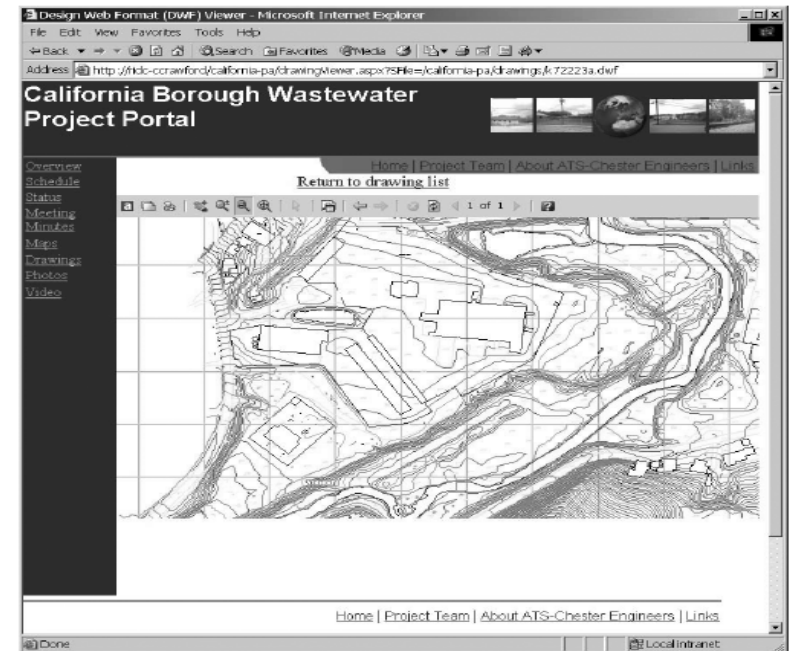 Design Web Format (DWF) Viewer - Microsoft Internet Explorer
File Edit View Favorites Tools Help
Back Search Favorites Media
Address http://ridc-ccrawford/california-pa/drawingViewer.aspx?SFile=/california-pa/drawings/k72223a.dwf
California Borough Wastewater
Project Portal
Home | Project Team | About ATS-Chester Engineers | Links
Overview
Schedule
Status
Meeting
Minutes
Maps
Drawings
Photos
Video
Return to drawing list
1 of 1
Home | Project Team | About ATS-Chester Engineers | Links
Done
Local intranet